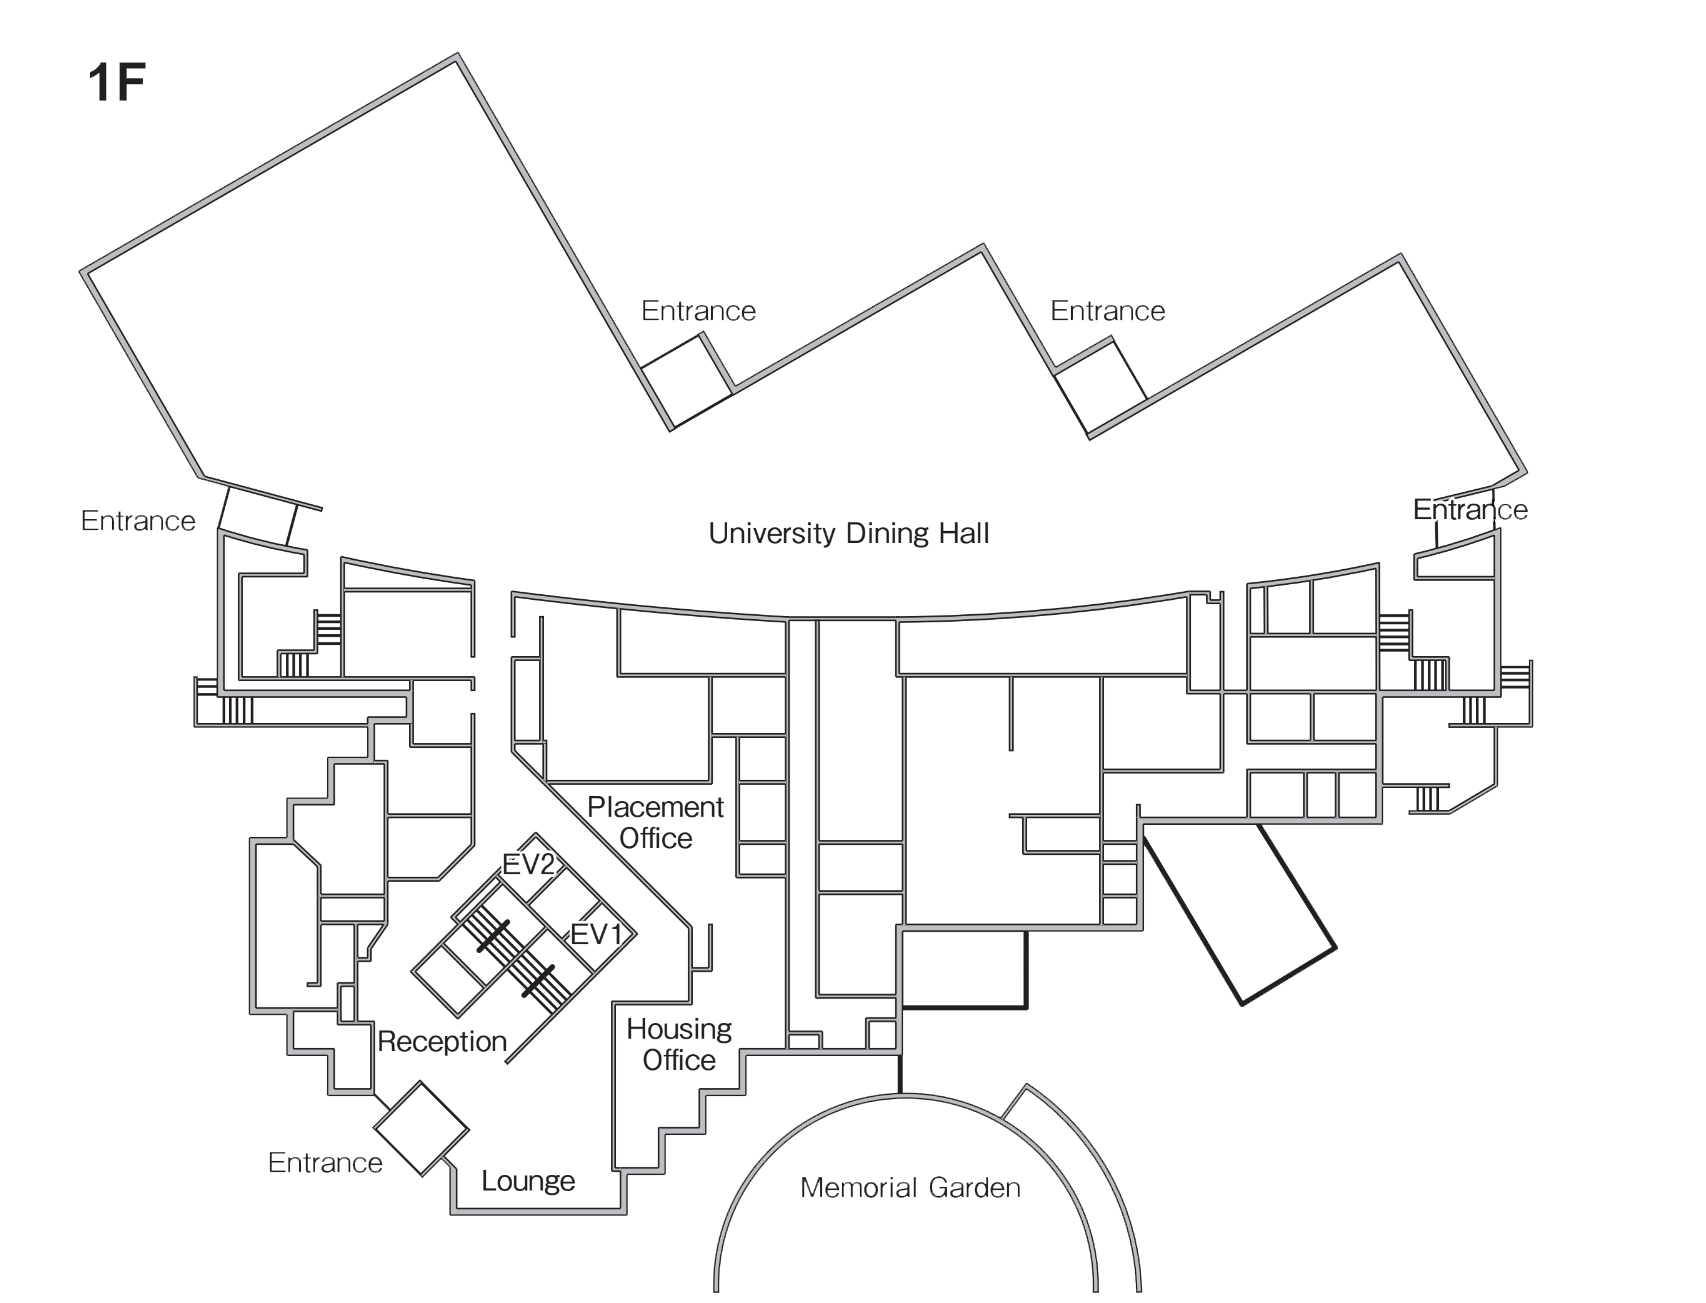 1F
Entrance
Entrance
Entrance
Entrance
University Dining Hall
Placement
Office
EV2
EV1
Reception
Housing
Office
Entrance
Lounge
Memorial Garden